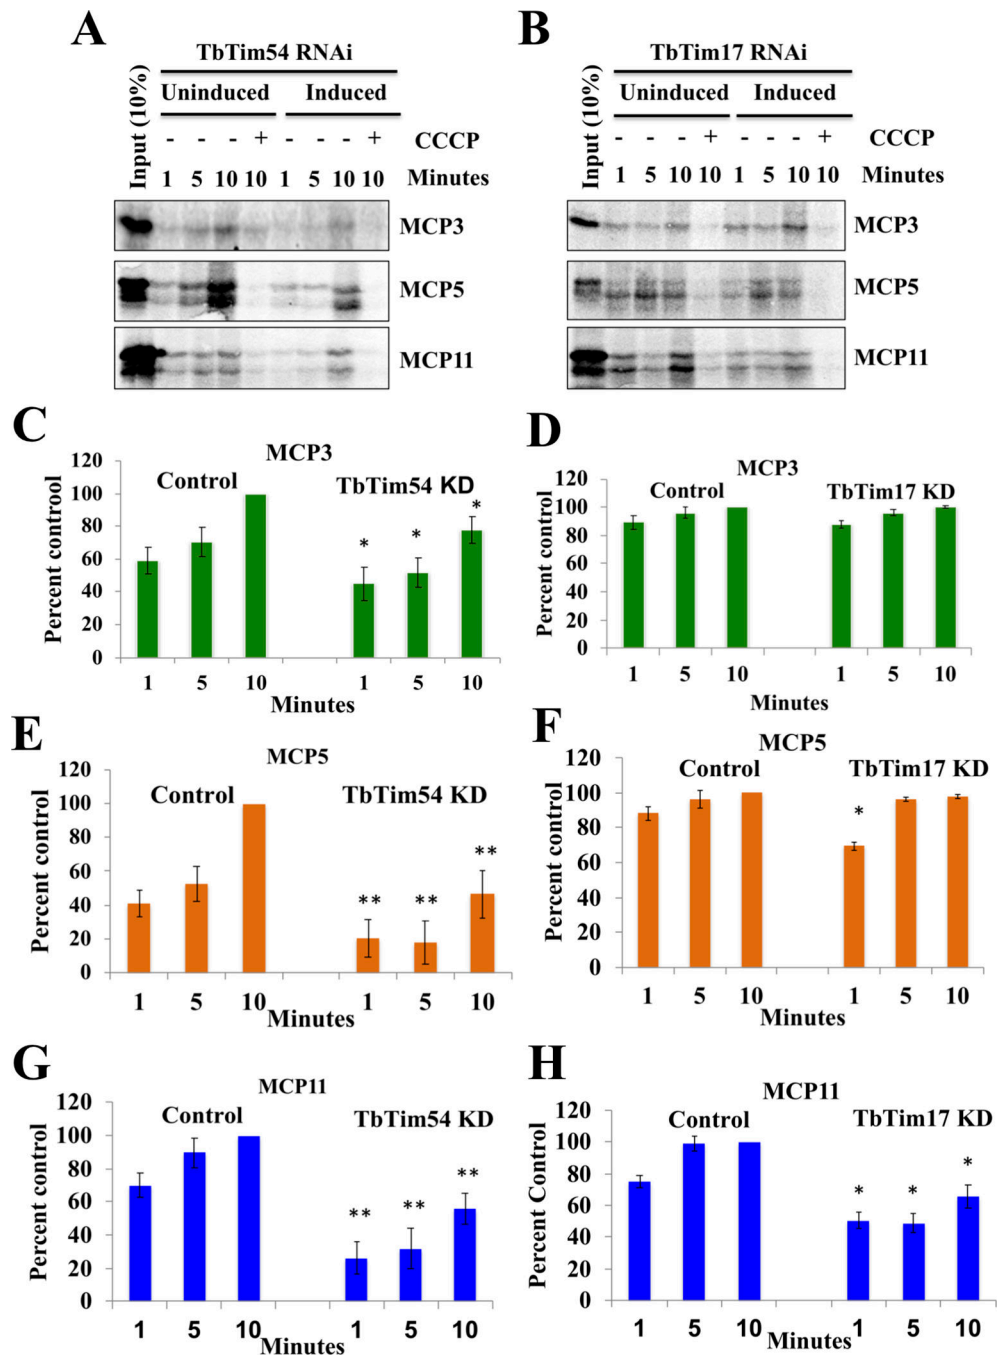 A
TbTim54 RNAi
Input (10%)
Uninduced Induced
- - - + - - - + CCCP
1 5 10 10 1 5 10 10 Minutes
MCP3
MCP5
MCP11
B
TbTim17 RNAi
Input (10%)
Uninduced Induced
- - - + - - - + CCCP
1 5 10 10 1 5 10 10 Minutes
MCP3
MCP5
MCP11
C
MCP3
Control TbTim54 KD
Percent controol
120
100
80
60
40
20
0
* * *
1 5 10 1 5 10
Minutes
D
MCP3
Control TbTim17 KD
Percent control
120
100
80
60
40
20
0
1 5 10 1 5 10
Minutes
E
MCP5
Control TbTim54 KD
Percent control
120
100
80
60
40
20
0
** ** **
1 5 10 1 5 10
Minutes
F
MCP5
Control TbTim17 KD
Percent control
120
100
80
60
40
20
0
*
1 5 10 1 5 10
Minutes
G
MCP11
Control TbTim54 KD
Percent control
120
100
80
60
40
20
0
** ** **
1 5 10 1 5 10
Minutes
H
MCP11
Control TbTim17 KD
Percent Control
120
100
80
60
40
20
0
* * *
1 5 10 1 5 10
Minutes